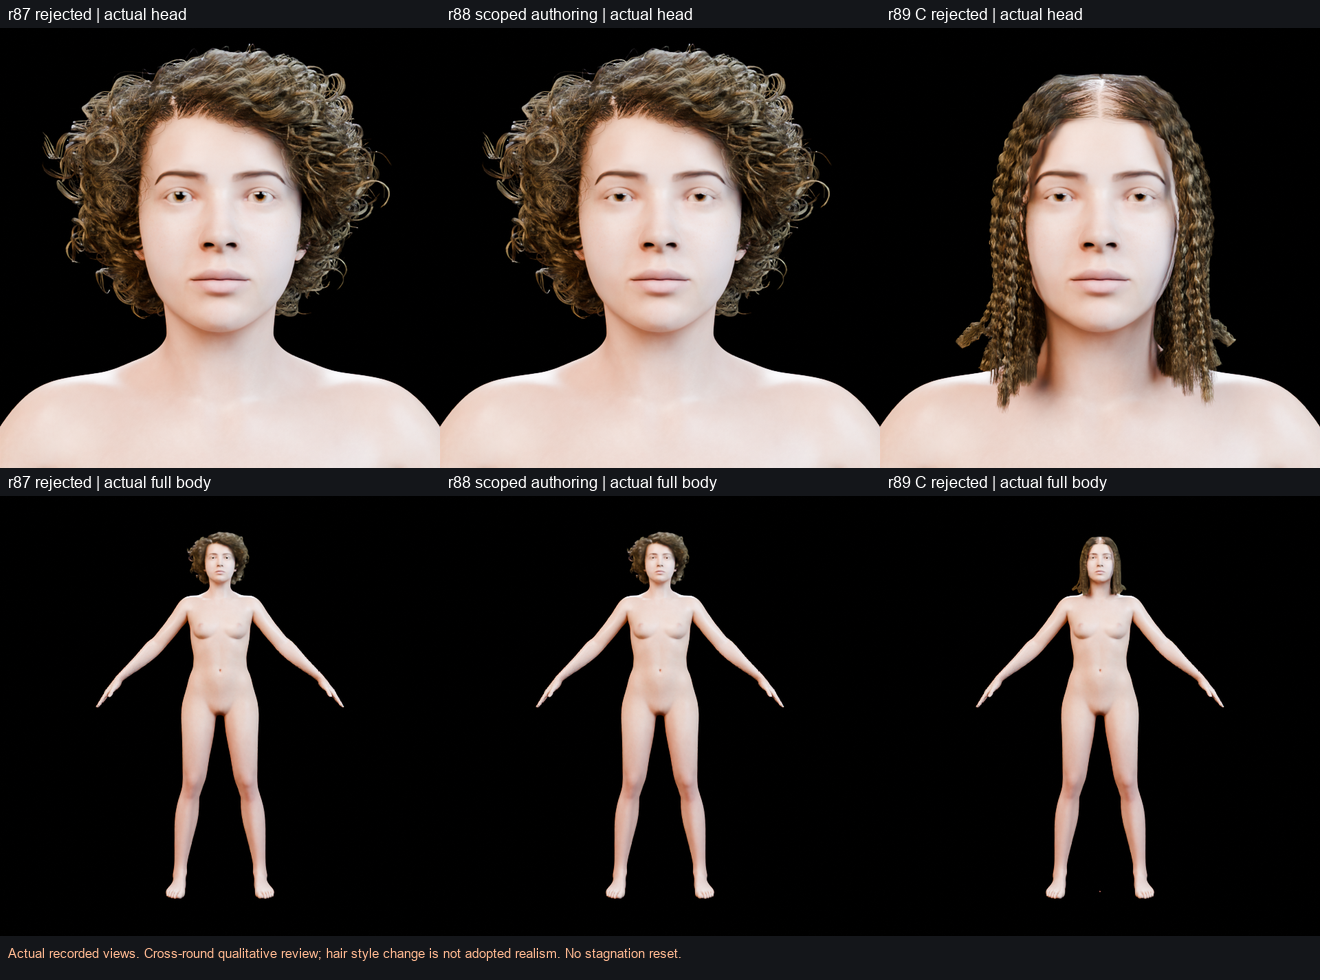 r87 rejected | actual head
r88 scoped authoring | actual head
r89 C rejected | actual head
r87 rejected | actual full body
r88 scoped authoring | actual full body
r89 C rejected | actual full body
Actual recorded views. Cross-round qualitative review; hair style change is not adopted realism. No stagnation reset.